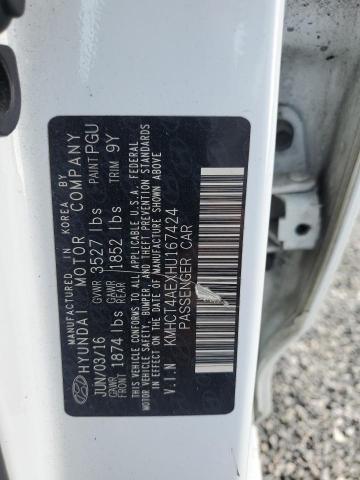 MANUFACTURED IN KOREA BY
HYUNDAI MOTOR COMPANY
JUN/03/16 GVWR 3527 lbs PAINT PGU
GAWR FRONT 1874 lbs GAWR REAR 1852 lbs TRIM 9Y
THIS VEHICLE CONFORMS TO ALL APPLICABLE U.S.A. FEDERAL
MOTOR VEHICLE SAFETY, BUMPER, AND THEFT PREVENTION STANDARDS
IN EFFECT ON THE DATE OF MANUFACTURE SHOWN ABOVE.
V.I.N KMHCT4AEXHU167424
PASSENGER CAR